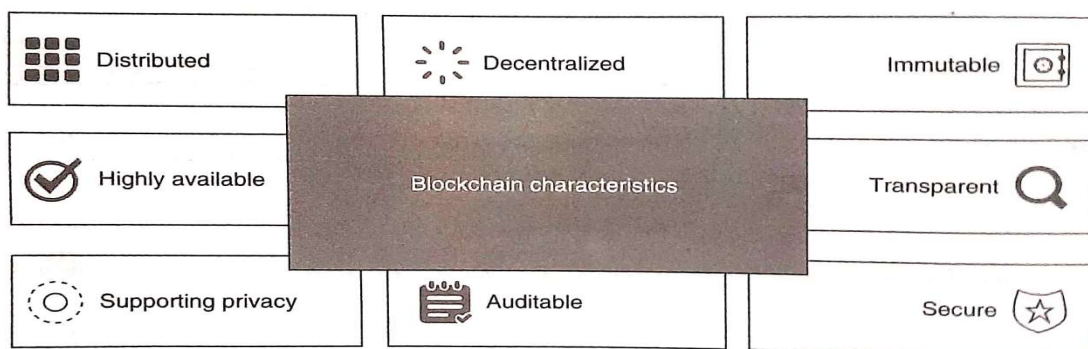 Distributed
Decentralized
Immutable
Highly available
Blockchain characteristics
Transparent
Supporting privacy
Auditable
Secure